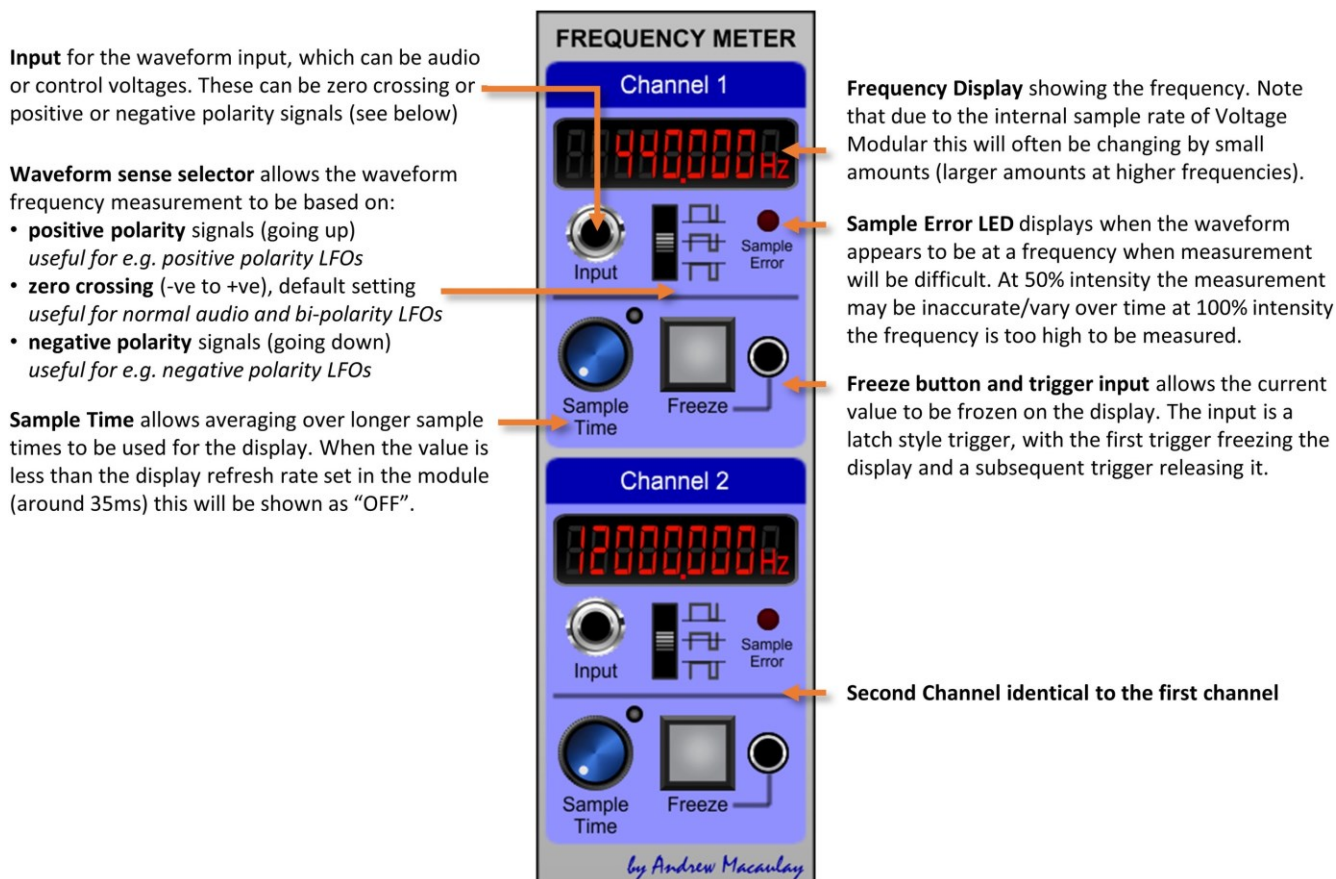 Input for the waveform input, which can be audio
or control voltages. These can be zero crossing or
positive or negative polarity signals (see below)
Waveform sense selector allows the waveform
frequency measurement to be based on:
• positive polarity signals (going up)
useful for e.g. positive polarity LFOs
• zero crossing (-ve to +ve), default setting
useful for normal audio and bi-polarity LFOs
• negative polarity signals (going down)
useful for e.g. negative polarity LFOs
Sample Time allows averaging over longer sample
times to be used for the display. When the value is
less than the display refresh rate set in the module
(around 35ms) this will be shown as “OFF”.
FREQUENCY METER
Channel 1
440.000 Hz
Input
Sample
Error
Sample
Time
Freeze
Channel 2
12000.000 Hz
Input
Sample
Error
Sample
Time
Freeze
by Andrew Macaulay
Frequency Display showing the frequency. Note
that due to the internal sample rate of Voltage
Modular this will often be changing by small
amounts (larger amounts at higher frequencies).
Sample Error LED displays when the waveform
appears to be at a frequency when measurement
will be difficult. At 50% intensity the measurement
may be inaccurate/vary over time at 100% intensity
the frequency is too high to be measured.
Freeze button and trigger input allows the current
value to be frozen on the display. The input is a
latch style trigger, with the first trigger freezing the
display and a subsequent trigger releasing it.
Second Channel identical to the first channel